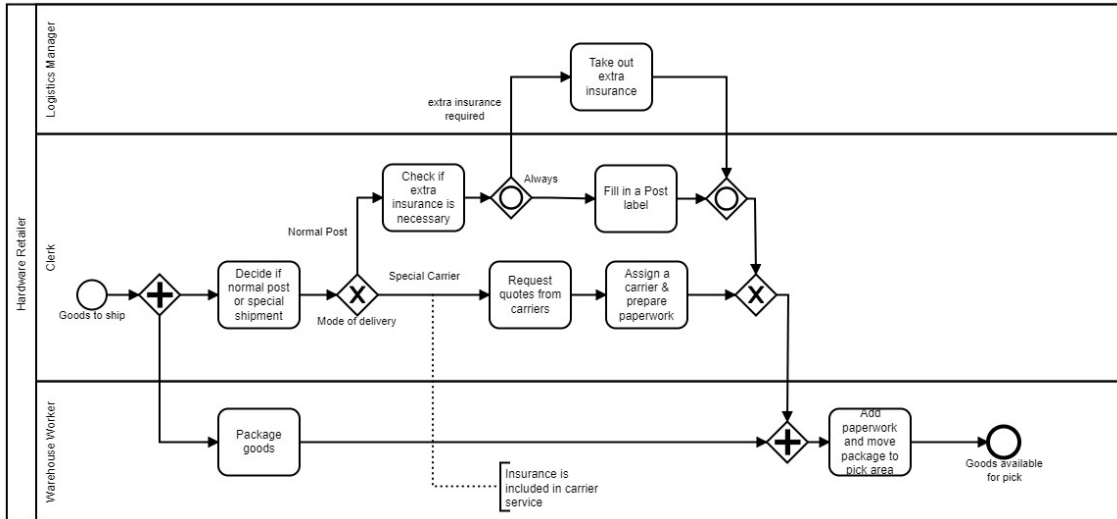 Hardware Retailer
Logistics Manager
Take out
extra
insurance
extra insurance
required
Clerk
Check if
extra
insurance is
necessary
Always
Fill in a Post
label
Normal Post
Goods to ship
Decide if
normal post
or special
shipment
Mode of delivery
Special Carrier
Request
quotes from
carriers
Assign a
carrier &
prepare
paperwork
Warehouse Worker
Package
goods
Insurance is
included in carrier
service
Add
paperwork
and move
package to
pick area
Goods available
for pick